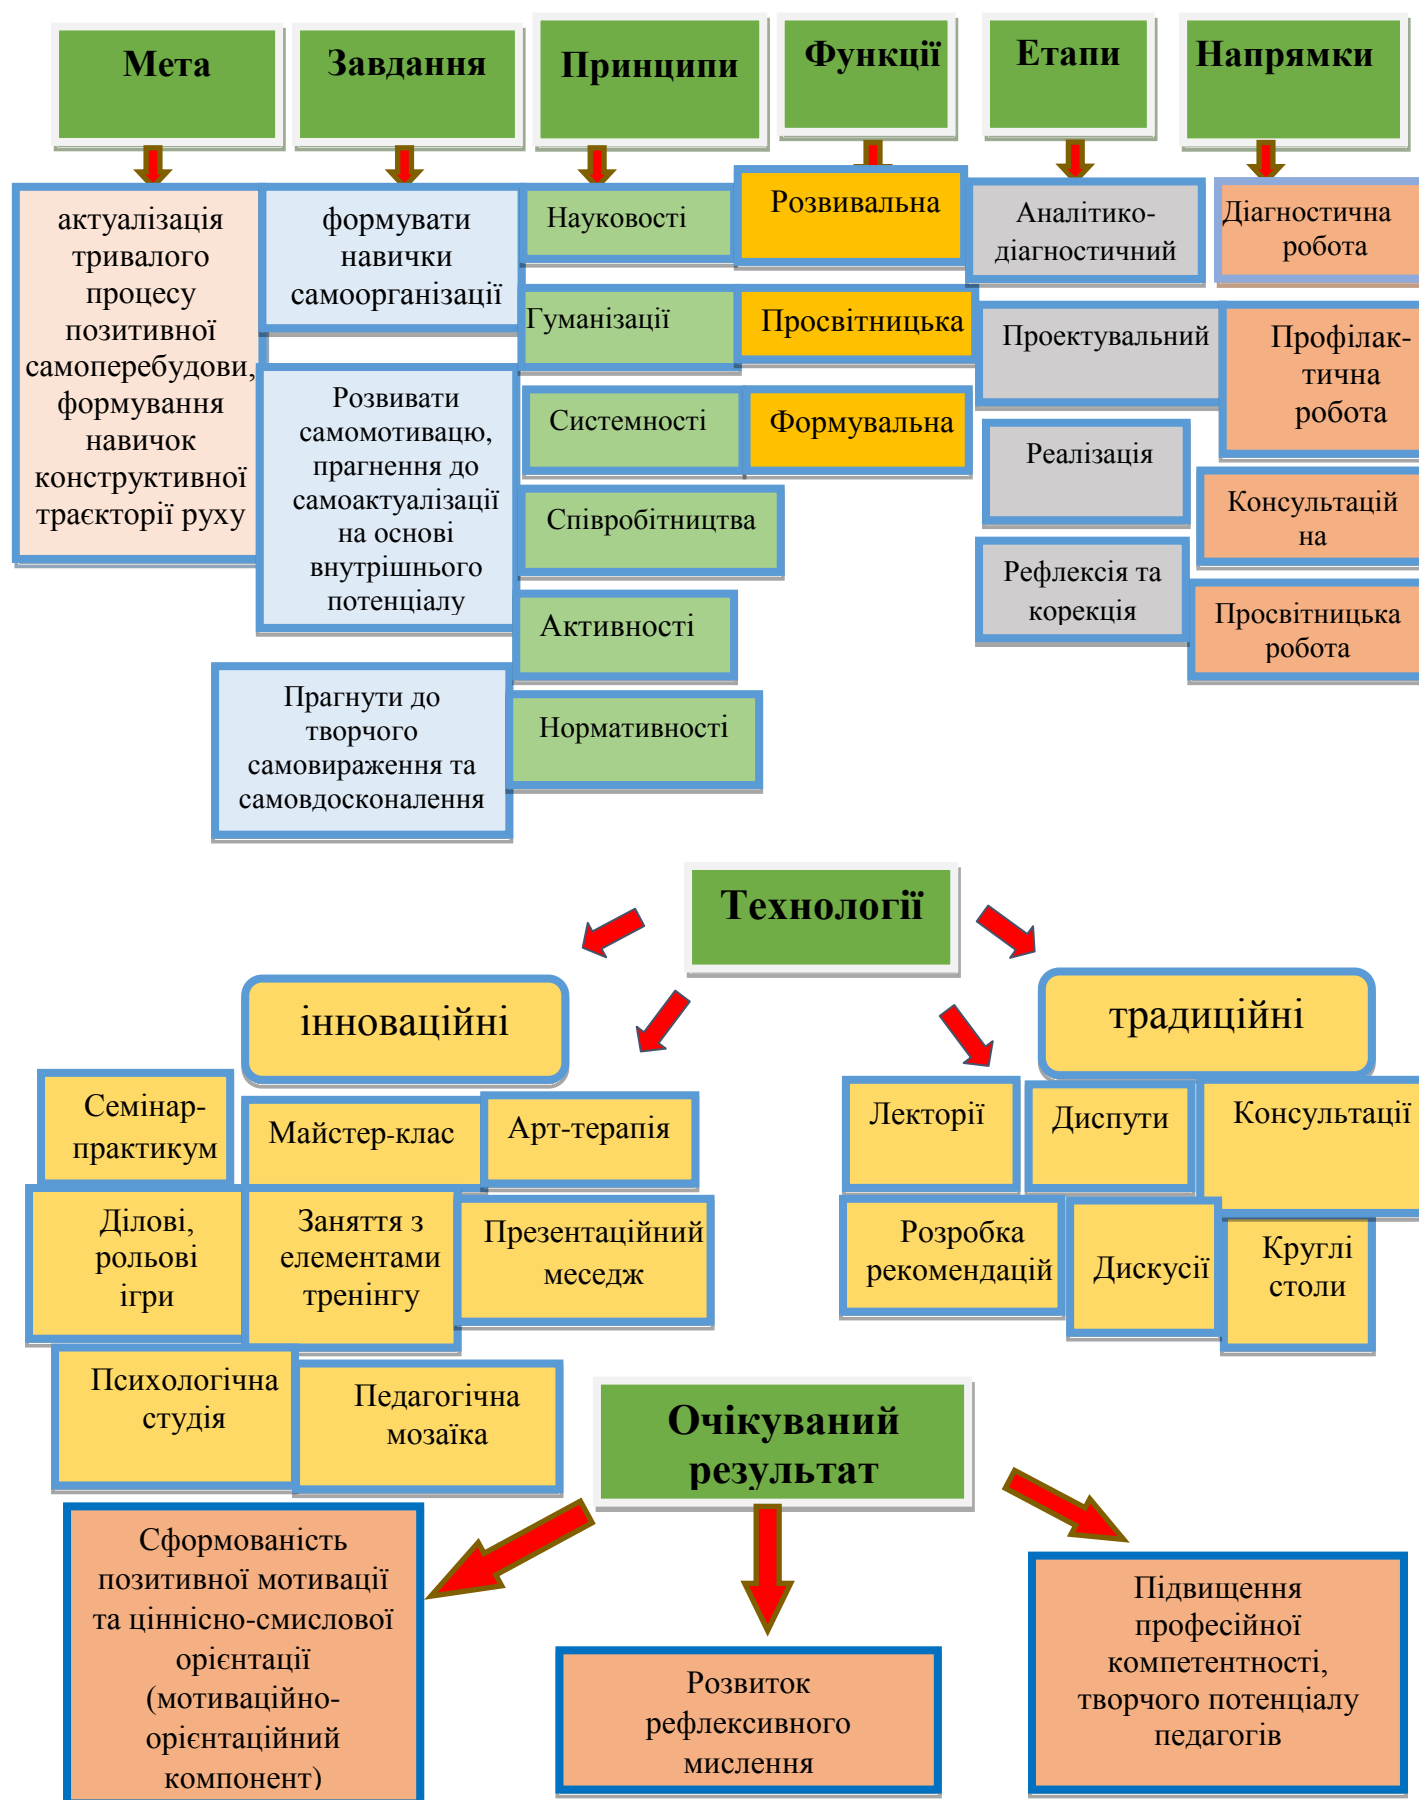 Мета
Завдання
Принципи
Функції
Етапи
Напрямки
актуалізація
тривалого
процесу
позитивної
самоперебудови,
формування
навичок
конструктивної
траєкторії руху
формувати
навички
самоорганізації
Розвивати
самомотивацю,
прагнення до
самоактуалізації
на основі
внутрішнього
потенціалу
Прагнути до
творчого
самовираження та
самовдосконалення
Науковості
Гуманізації
Системності
Співробітництва
Активності
Нормативності
Розвивальна
Просвітницька
Формувальна
Аналітико-
діагностичний
Проектувальний
Реалізація
Рефлексія та
корекція
Діагностична
робота
Профілак-
тична
робота
Консультацій
на
Просвітницька
робота
Технології
інноваційні
традиційні
Семінар-
практикум
Майстер-клас
Арт-терапія
Ділові,
рольові
ігри
Заняття з
елементами
тренінгу
Презентаційний
меседж
Психологічна
студія
Педагогічна
мозаїка
Лекторії
Диспути
Консультації
Розробка
рекомендацій
Дискусії
Круглі
столи
Очікуваний
результат
Сформованість
позитивної мотивації
та ціннісно-смислової
орієнтації
(мотиваційно-
орієнтаційний
компонент)
Розвиток
рефлексивного
мислення
Підвищення
професійної
компетентності,
творчого потенціалу
педагогів